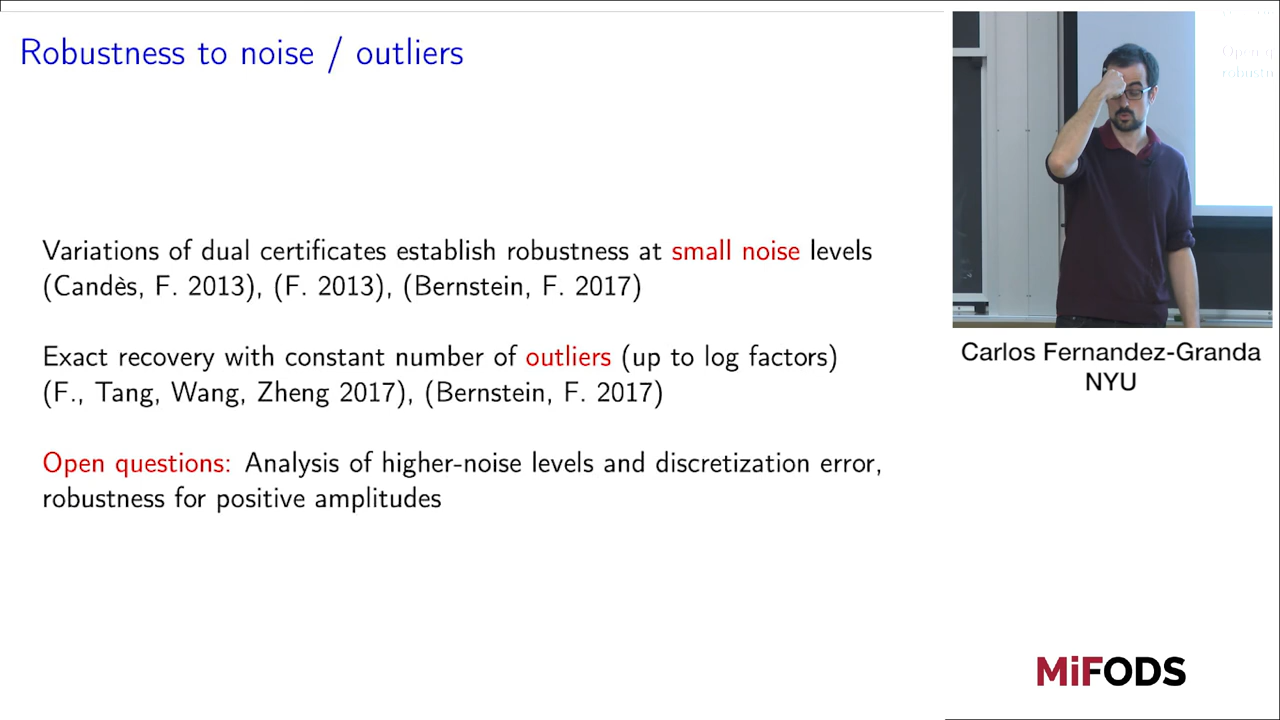 Robustness to noise / outliers
Variations of dual certificates establish robustness at small noise levels
(Candès, F. 2013), (F. 2013), (Bernstein, F. 2017)
Exact recovery with constant number of outliers (up to log factors)
(F., Tang, Wang, Zheng 2017), (Bernstein, F. 2017)
Open questions: Analysis of higher-noise levels and discretization error,
robustness for positive amplitudes
Open q
robustn
Carlos Fernandez-Granda
NYU
MiFODS